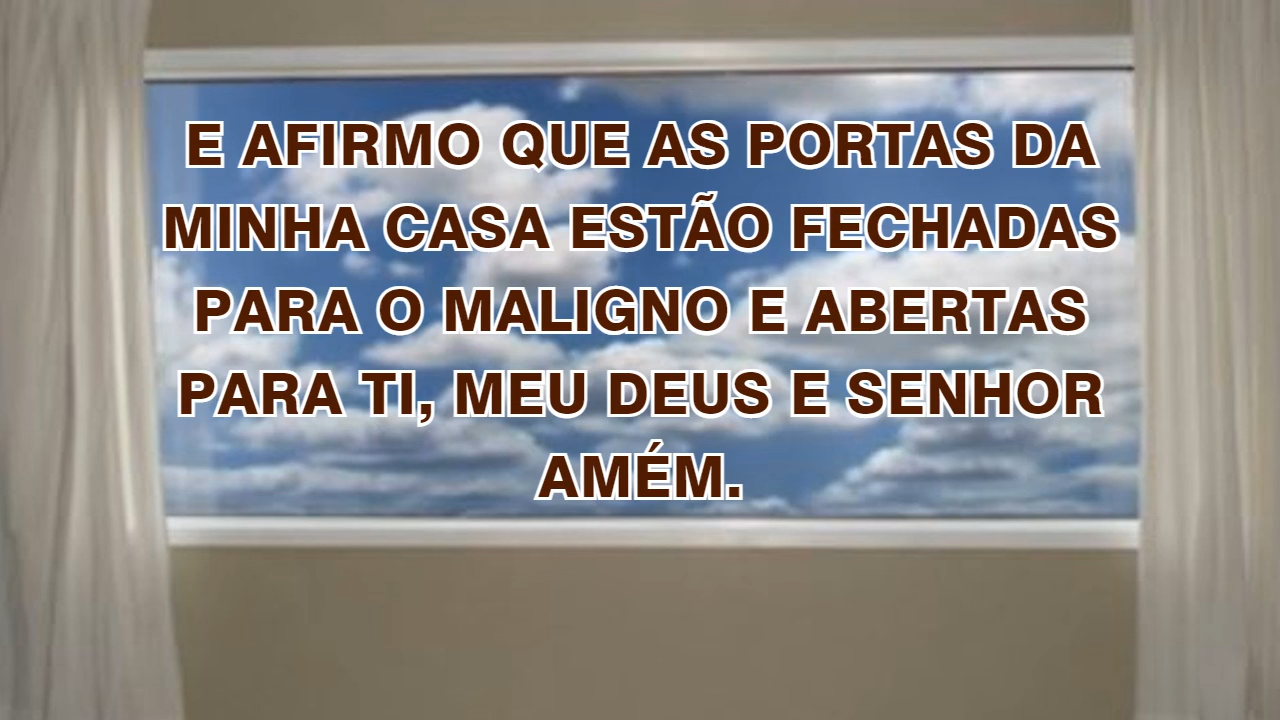 E AFIRMO QUE AS PORTAS DA
MINHA CASA ESTÃO FECHADAS
PARA O MALIGNO E ABERTAS
PARA TI, MEU DEUS E SENHOR
AMÉM.